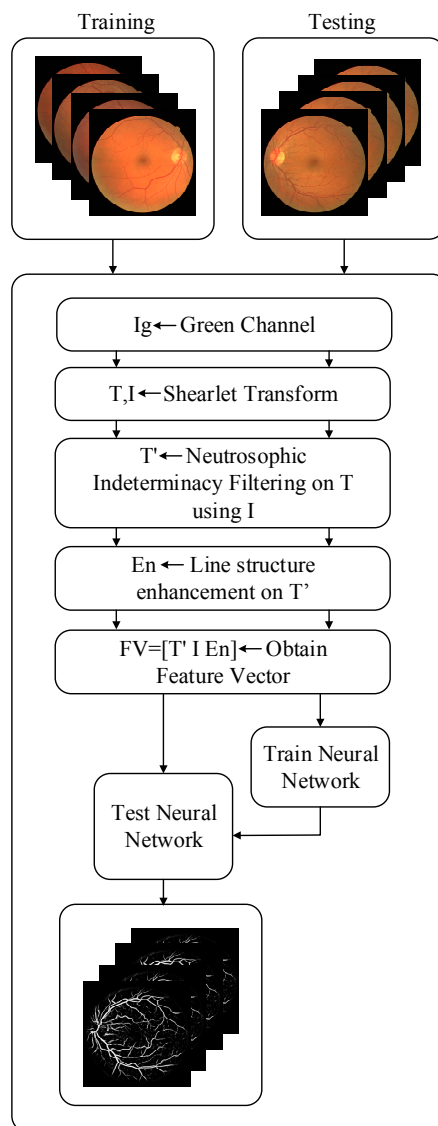 Training
Testing
Ig← Green Channel
T,I← Shearlet Transform
T'← Neutrosophic
Indeterminacy Filtering on T
using I
En ← Line structure
enhancement on T’
FV=[T' I En]← Obtain
Feature Vector
Train Neural
Network
Test Neural
Network